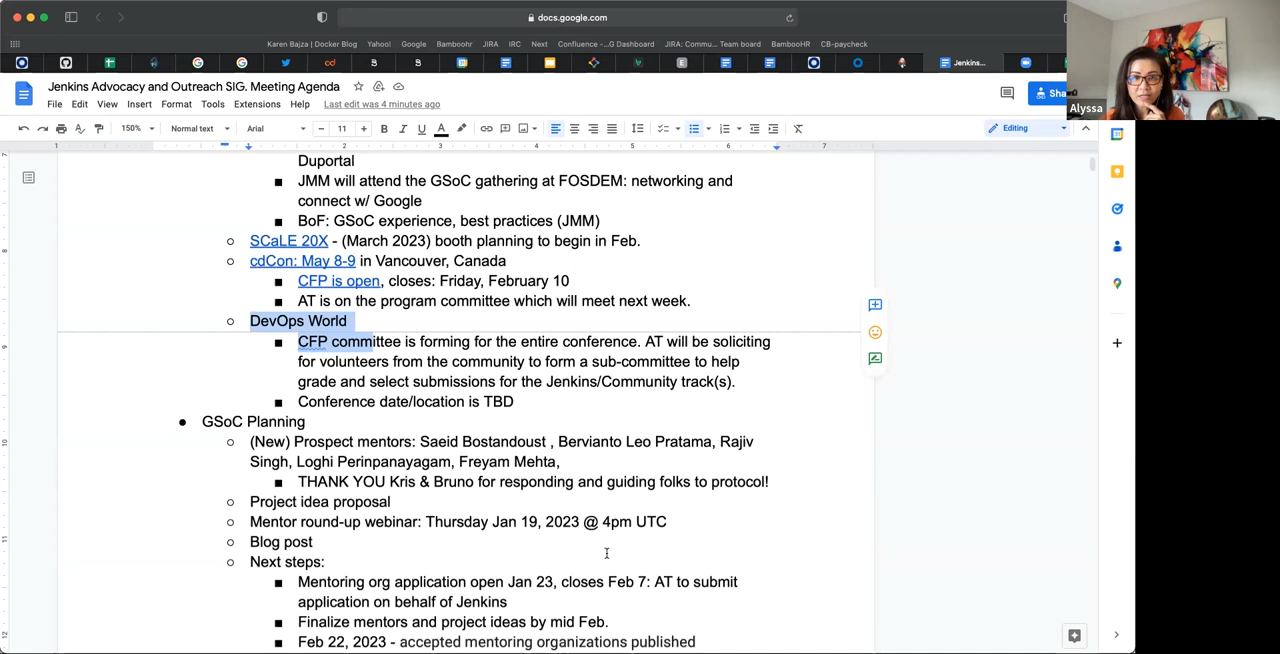 docs.google.com
Karen Bajza | Docker Blog Yahoo! Google Bamboohr JIRA IRC Next Confluence -...G Dashboard JIRA: Commu... Team board BambooHR CB-paycheck
Jenkins...
Jenkins Advocacy and Outreach SIG. Meeting Agenda
Sha
Alyssa
File Edit View Insert Format Tools Extensions Help Last edit was 4 minutes ago
150% Normal text Arial 11 B I U A Editing
1 1 2 3 4 5 6 7
Duportal
JMM will attend the GSoC gathering at FOSDEM: networking and
connect w/ Google
BoF: GSoC experience, best practices (JMM)
SCaLE 20X - (March 2023) booth planning to begin in Feb.
cdCon: May 8-9 in Vancouver, Canada
CFP is open, closes: Friday, February 10
AT is on the program committee which will meet next week.
DevOps World
CFP committee is forming for the entire conference. AT will be soliciting
for volunteers from the community to form a sub-committee to help
grade and select submissions for the Jenkins/Community track(s).
Conference date/location is TBD
GSoC Planning
(New) Prospect mentors: Saeid Bostandoust , Bervianto Leo Pratama, Rajiv
Singh, Loghi Perinpanayagam, Freyam Mehta,
THANK YOU Kris & Bruno for responding and guiding folks to protocol!
Project idea proposal
Mentor round-up webinar: Thursday Jan 19, 2023 @ 4pm UTC
Blog post
Next steps:
Mentoring org application open Jan 23, closes Feb 7: AT to submit
application on behalf of Jenkins
Finalize mentors and project ideas by mid Feb.
Feb 22, 2023 - accepted mentoring organizations published